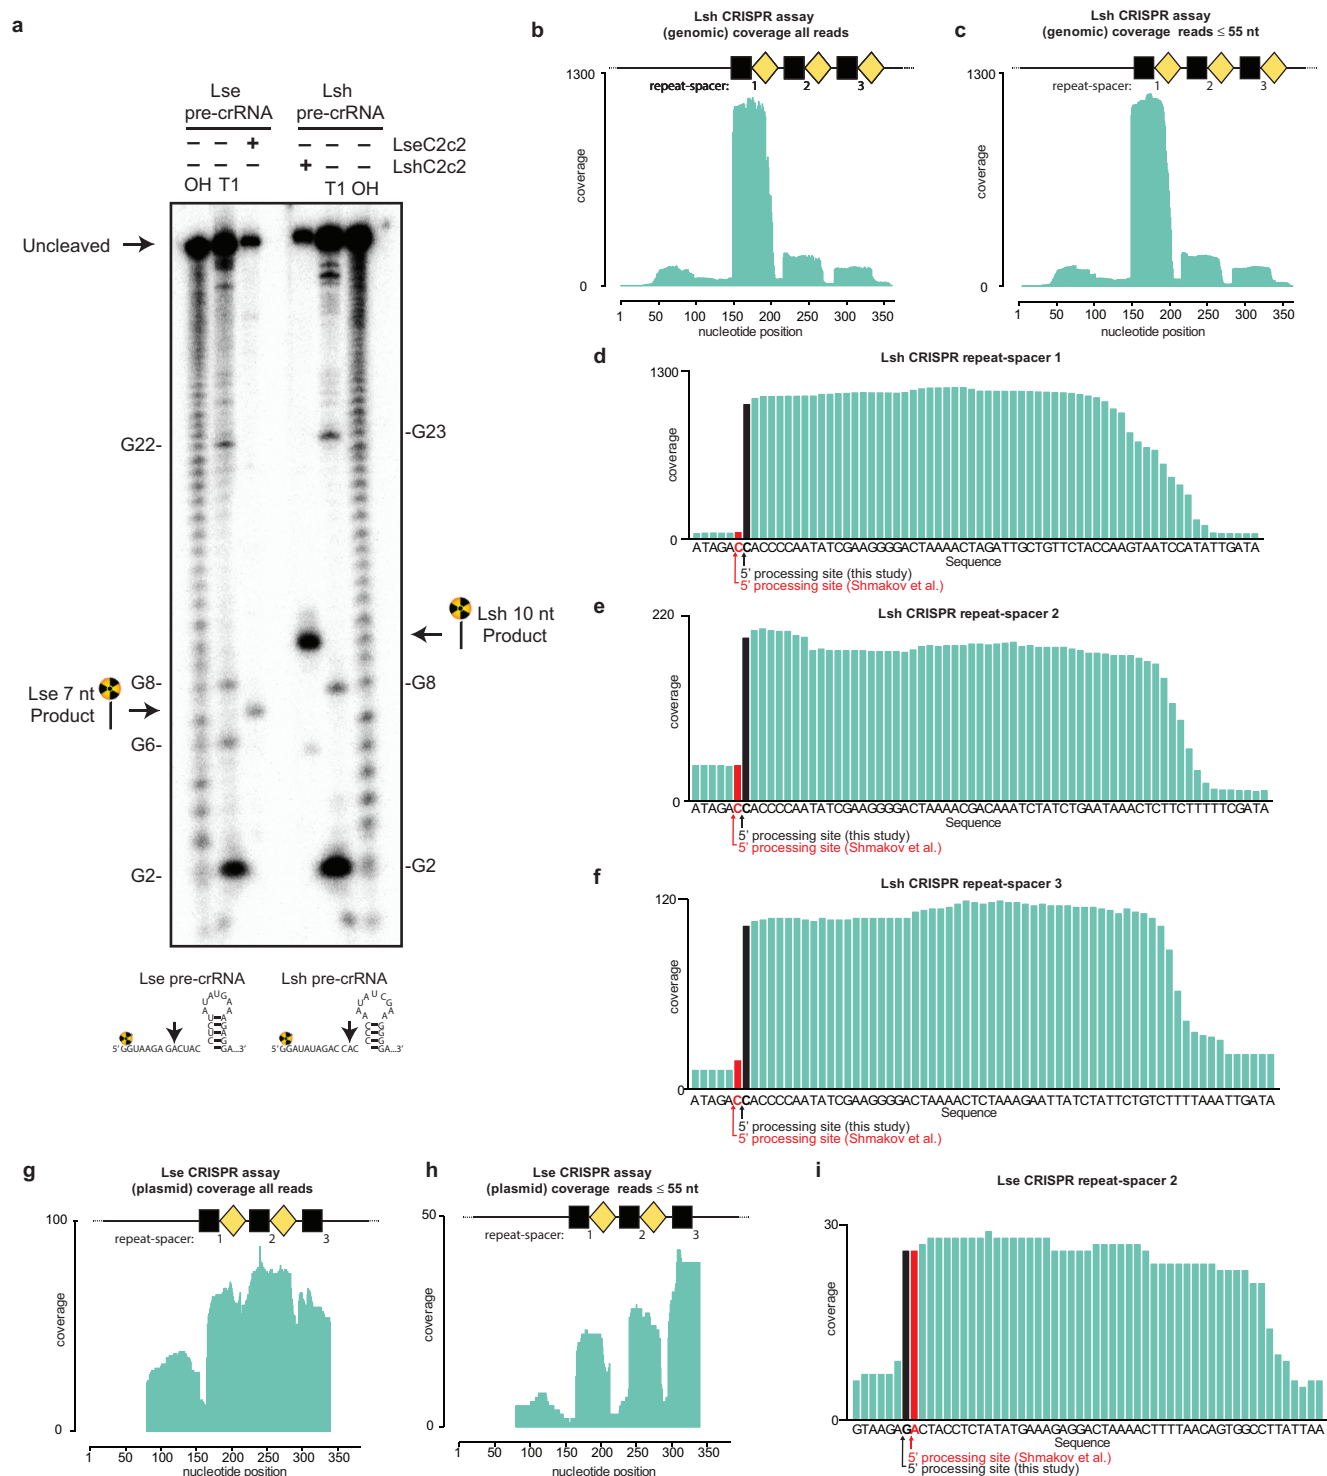 a
Lse
pre-crRNA
Lsh
pre-crRNA
– – + – – – LseC2c2
– – – + – – LshC2c2
OH T1 T1 OH
Uncleaved
G22-
-G23
Lsh 10 nt
Product
G8-
-G8
Lse 7 nt
Product
G6-
G2-
-G2
Lse pre-crRNA
Lsh pre-crRNA
5' GGUAAGA GACUAC
GA...3'
5' GGAUAUAGAC CAC
GA...3'
b
Lsh CRISPR assay
(genomic) coverage all reads
repeat-spacer: 1 2 3
1300
coverage
0
1 50 100 150 200 250 300 350
nucleotide position
c
Lsh CRISPR assay
(genomic) coverage reads ≤ 55 nt
repeat-spacer: 1 2 3
1300
coverage
0
1 50 100 150 200 250 300 350
nucleotide position
d
Lsh CRISPR repeat-spacer 1
1300
coverage
0
ATAGACCACCCCAATATCGAAGGGGACTAAAACTAGATTGCTGTTCTACCAAGTAATCCATATTGATA
Sequence
5' processing site (this study)
5' processing site (Shmakov et al.)
e
Lsh CRISPR repeat-spacer 2
220
coverage
0
ATAGACCACCCCAATATCGAAGGGGACTAAAACGACAAATCTATCTGAATAAACTCTTCTTTTTCGATA
Sequence
5' processing site (this study)
5' processing site (Shmakov et al.)
f
Lsh CRISPR repeat-spacer 3
120
coverage
0
ATAGACCACCCCAATATCGAAGGGGACTAAAACTCTAAAGAATTATCTATTCTGTCTTTTAAATTGATA
Sequence
5' processing site (this study)
5' processing site (Shmakov et al.)
g
Lse CRISPR assay
(plasmid) coverage all reads
100
repeat-spacer: 1 2 3
coverage
0
1 50 100 150 200 250 300 350
nucleotide position
h
Lse CRISPR assay
(plasmid) coverage reads ≤ 55 nt
50
repeat-spacer: 1 2 3
coverage
0
1 50 100 150 200 250 300 350
nucleotide position
i
Lse CRISPR repeat-spacer 2
30
coverage
0
GTAAGAGACTACCTCTATATGAAAGAGGACTAAAACTTTTAACAGTGGCCTTATTAA
Sequence
5' processing site (Shmakov et al.)
5' processing site (this study)